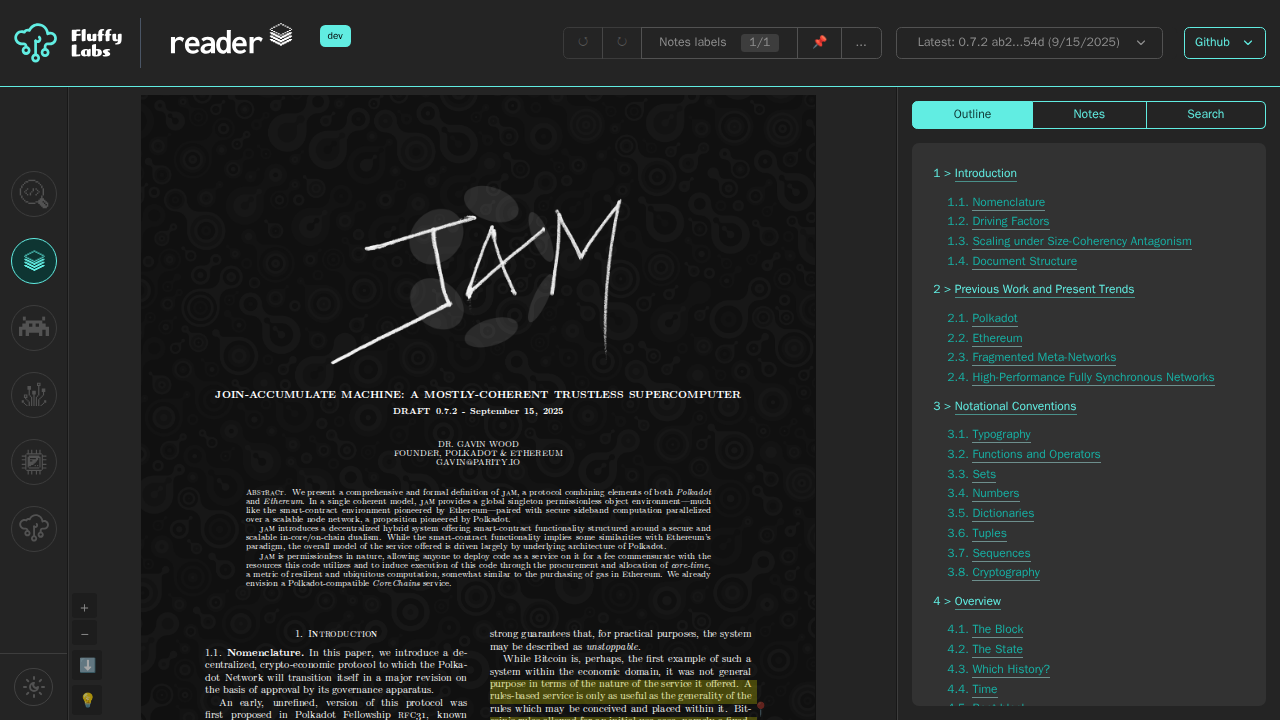 Fluffy
Labs
reader
dev
Notes labels 1/1
...
Latest: 0.7.2 ab2...54d (9/15/2025)
Github
Outline
Notes
Search
1 > Introduction
1.1. Nomenclature
1.2. Driving Factors
1.3. Scaling under Size-Coherency Antagonism
1.4. Document Structure
2 > Previous Work and Present Trends
2.1. Polkadot
2.2. Ethereum
2.3. Fragmented Meta-Networks
2.4. High-Performance Fully Synchronous Networks
3 > Notational Conventions
3.1. Typography
3.2. Functions and Operators
3.3. Sets
3.4. Numbers
3.5. Dictionaries
3.6. Tuples
3.7. Sequences
3.8. Cryptography
4 > Overview
4.1. The Block
4.2. The State
4.3. Which History?
4.4. Time
JAM
JOIN-ACCUMULATE MACHINE: A MOSTLY-COHERENT TRUSTLESS SUPERCOMPUTER
DRAFT 0.7.2 - September 15, 2025
DR. GAVIN WOOD
FOUNDER, POLKADOT & ETHEREUM
GAVIN@PARITY.IO
Abstract. We present a comprehensive and formal definition of JAM, a protocol combining elements of both Polkadot
and Ethereum. In a single coherent model, JAM provides a global singleton permissionless object environment—much
like the smart-contract environment pioneered by Ethereum—paired with secure sideband computation parallelized
over a scalable node network, a proposition pioneered by Polkadot.
JAM introduces a decentralized hybrid system offering smart-contract functionality structured around a secure and
scalable in-core/on-chain dualism. While the smart-contract functionality implies some similarities with Ethereum's
paradigm, the overall model of the service offered is driven largely by underlying architecture of Polkadot.
JAM is permissionless in nature, allowing anyone to deploy code as a service on it for a fee commensurate with the
resources this code utilizes and to induce execution of this code through the procurement and allocation of core-time,
a metric of resilient and ubiquitous computation, somewhat similar to the purchasing of gas in Ethereum. We already
envision a Polkadot-compatible CoreChains service.
1. Introduction
1.1. Nomenclature. In this paper, we introduce a de-
centralized, crypto-economic protocol to which the Polka-
dot Network will transition itself in a major revision on
the basis of approval by its governance apparatus.
An early, unrefined, version of this protocol was
first proposed in Polkadot Fellowship RFC31, known
strong guarantees that, for practical purposes, the system
may be described as unstoppable.
While Bitcoin is, perhaps, the first example of such a
system within the economic domain, it was not general
purpose in terms of the nature of the service it offered. A
rules-based service is only as useful as the generality of the
rules which may be conceived and placed within it. Bit-
+
−